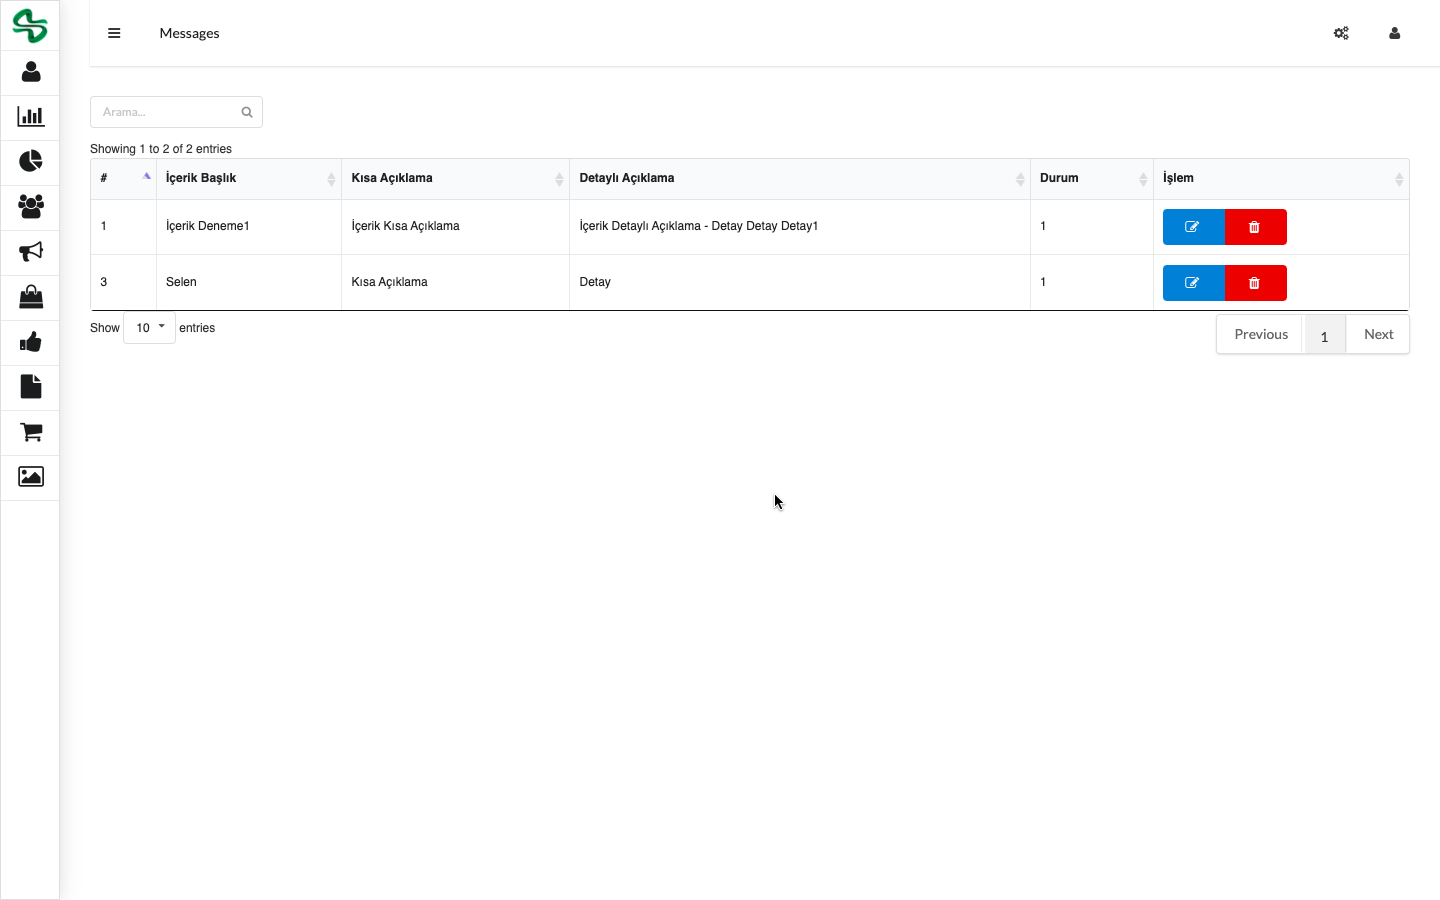 Messages
Arama...
Showing 1 to 2 of 2 entries
# İçerik Başlık Kısa Açıklama Detaylı Açıklama Durum İşlem
1 İçerik Deneme1 İçerik Kısa Açıklama İçerik Detaylı Açıklama - Detay Detay Detay1 1
3 Selen Kısa Açıklama Detay 1
Show 10 entries Previous 1 Next